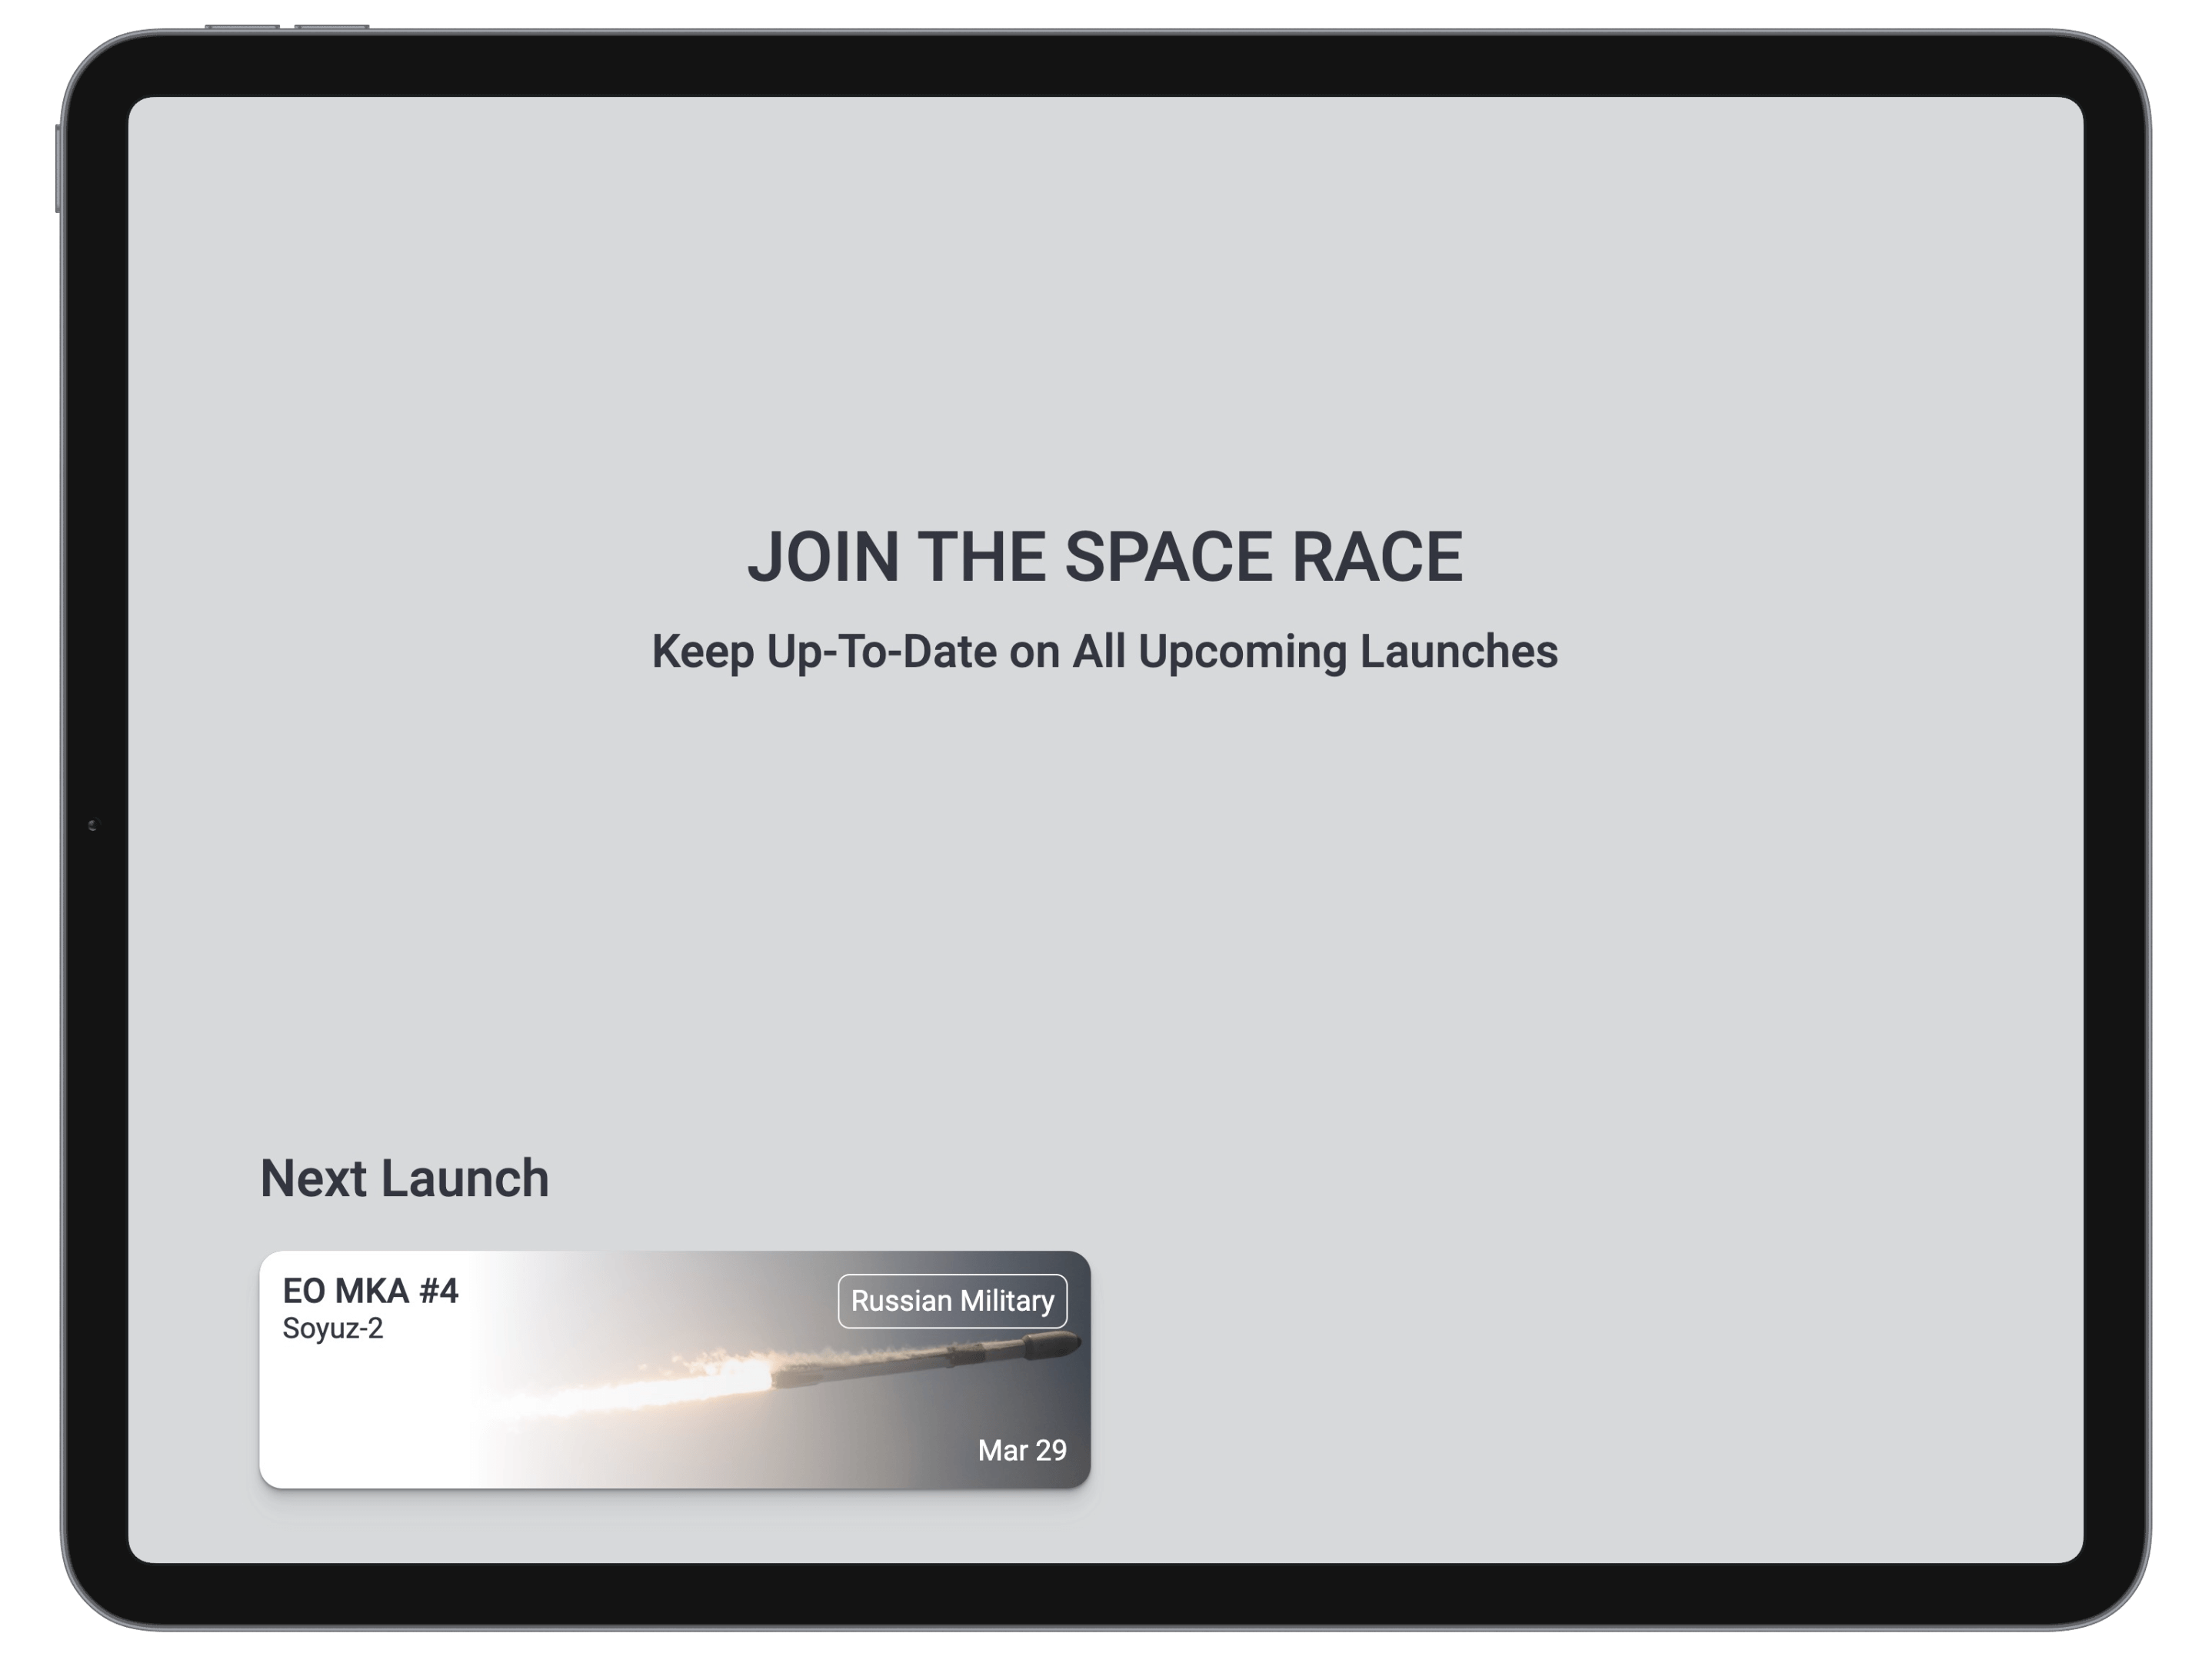 JOIN THE SPACE RACE
Keep Up-To-Date on All Upcoming Launches
Next Launch
EO MKA #4
Soyuz-2
Russian Military
Mar 29